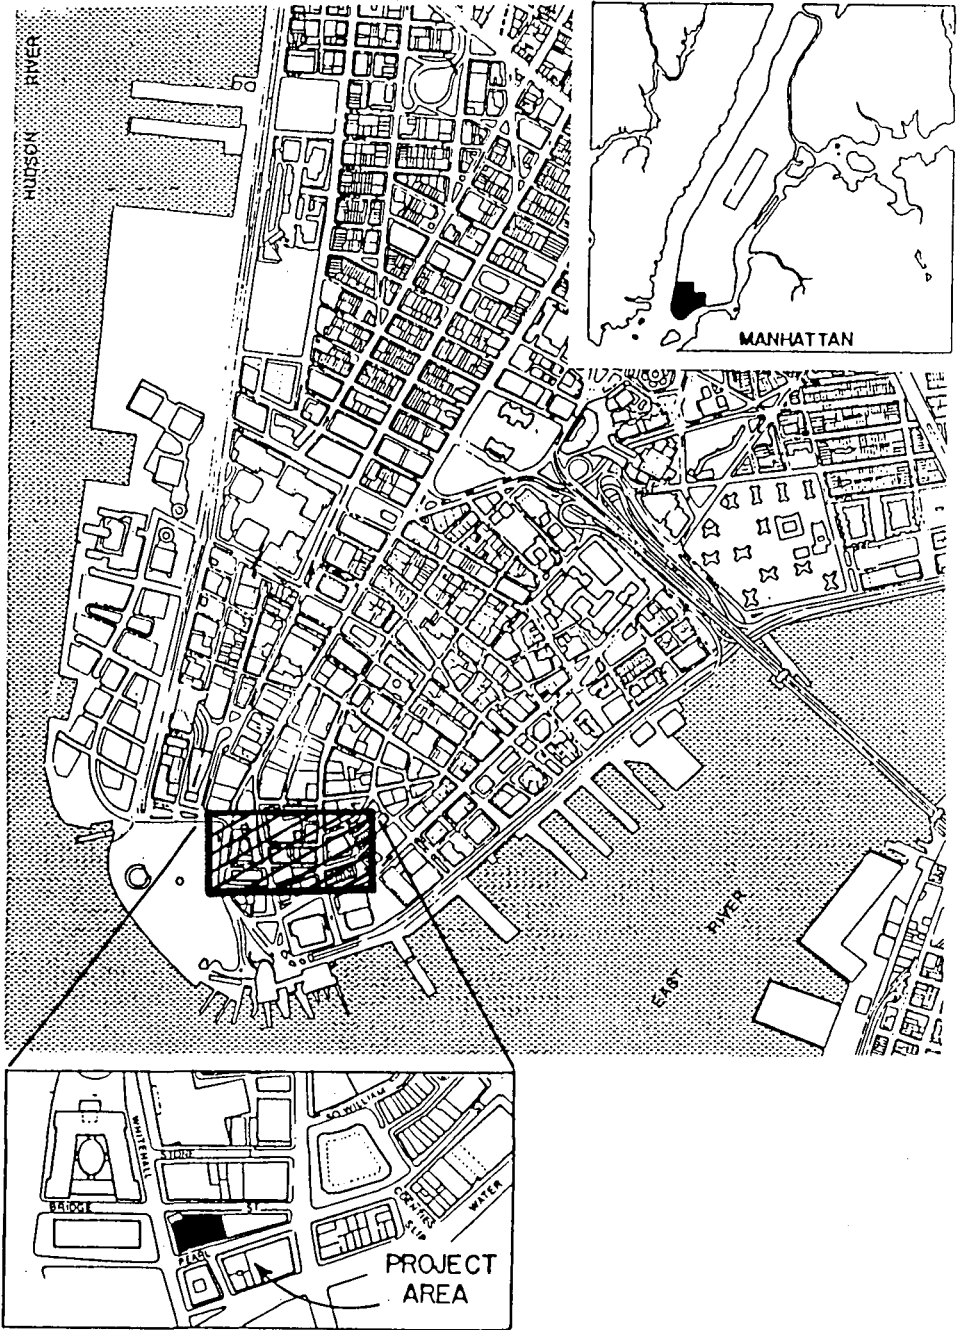 HUDSON RIVER
MANHATTAN
EAST RIVER
SO. WILLIAM
WHITEHALL
STONE
BRIDGE ST.
COENTIES
SLIP
WATER
PEARL
PROJECT
AREA